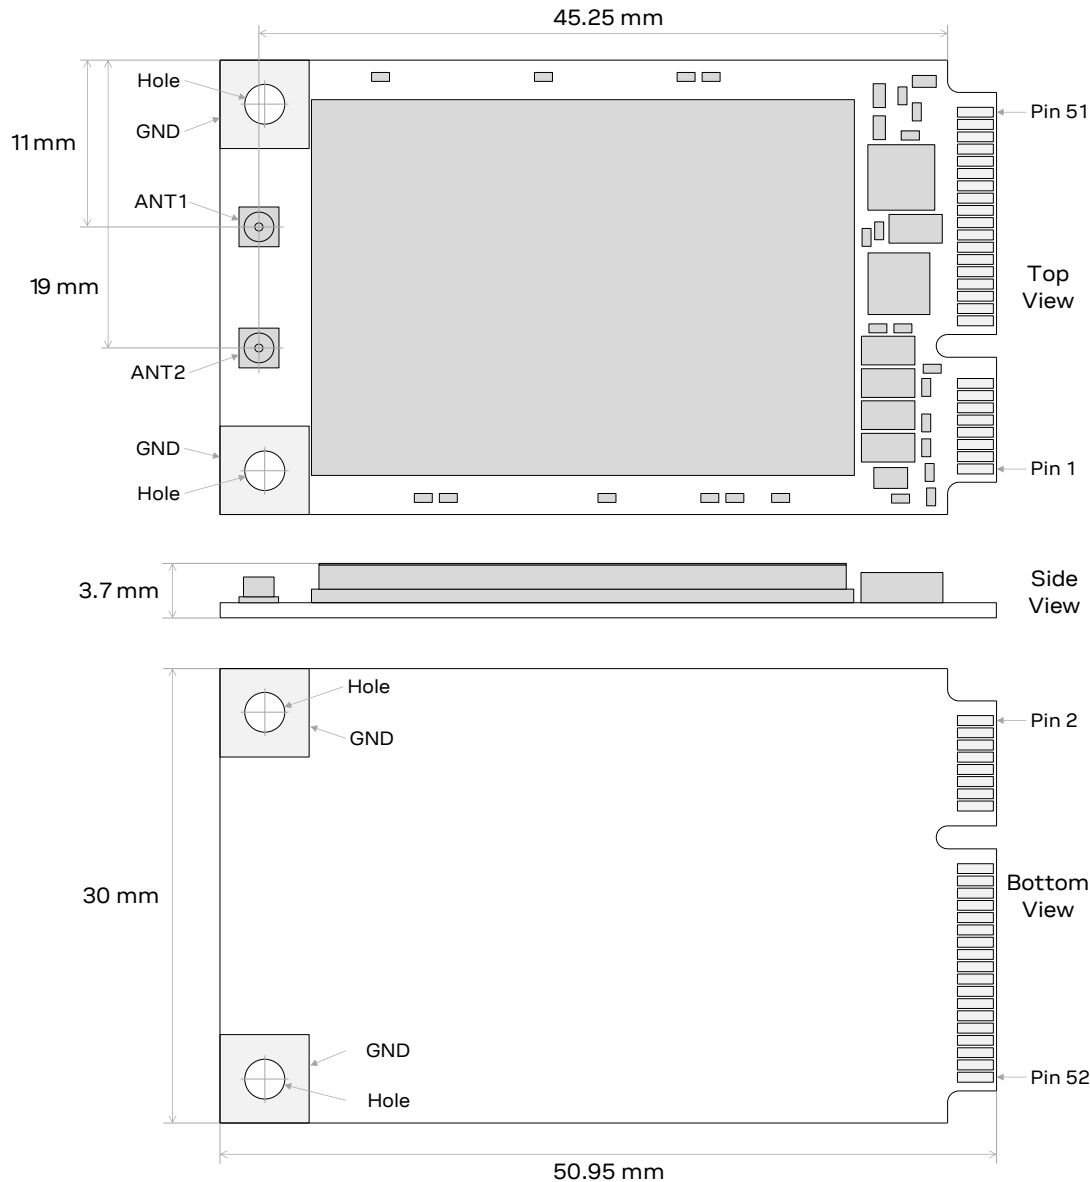 45.25 mm
Hole
GND
Pin 51
11 mm
ANT1
19 mm
Top
View
ANT2
GND
Hole
Pin 1
3.7 mm
Side
View
Hole
GND
Pin 2
30 mm
Bottom
View
GND
Hole
Pin 52
50.95 mm